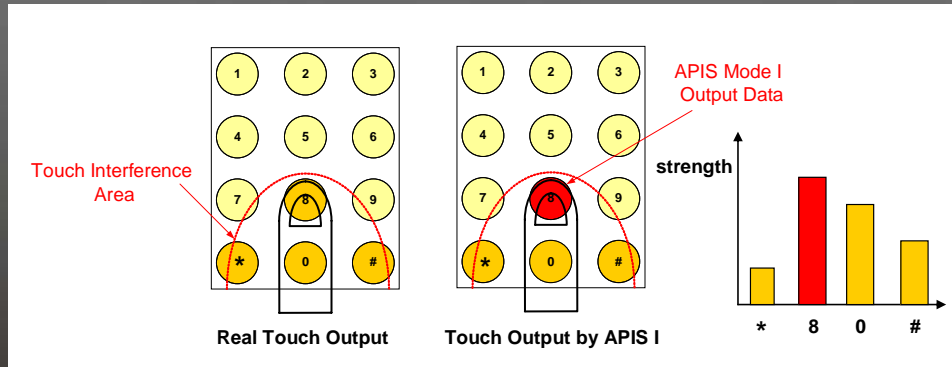 1 2 3
4 5 6
7 8 9
* 0 #
Touch Interference
Area
Real Touch Output
1 2 3
4 5 6
7 8 9
* 0 #
APIS Mode I
Output Data
Touch Output by APIS I
strength
* 8 0 #